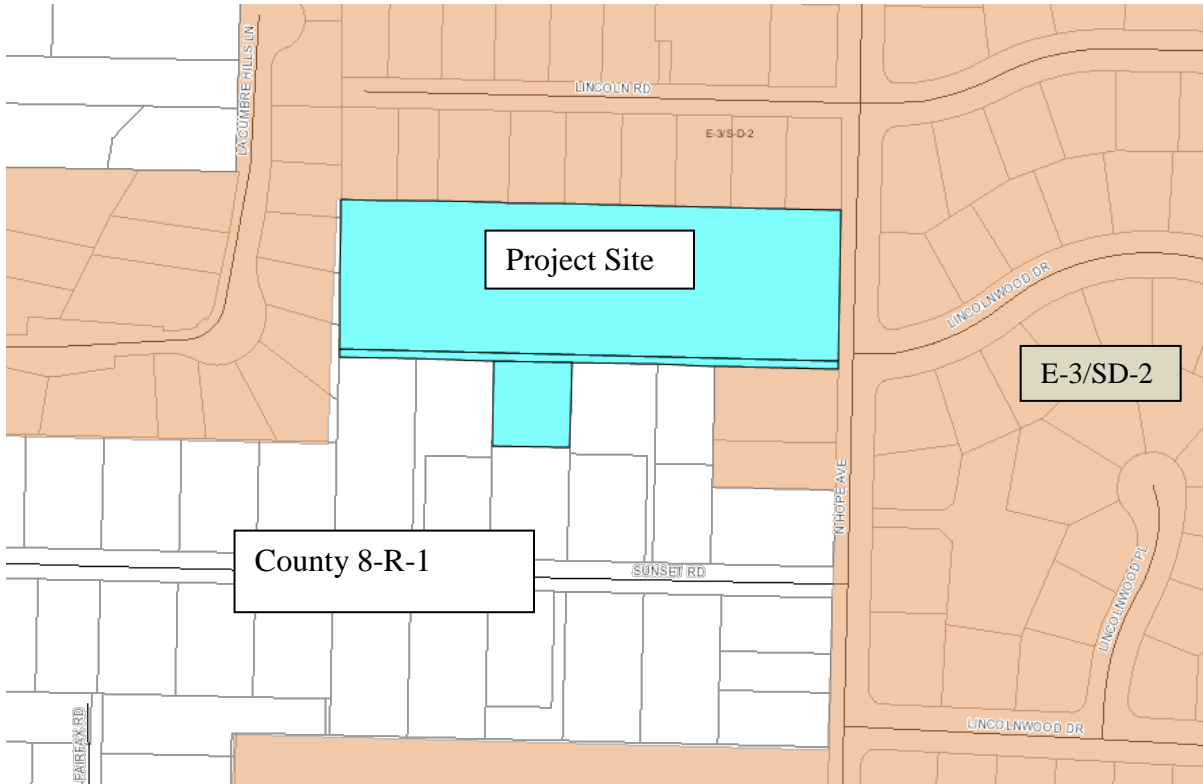 LA CUMBRE HILLS LN
LINCOLN RD
E-3/S-D-2
Project Site
LINCOLNWOOD DR
E-3/SD-2
N HOPE AVE
County 8-R-1
SUNSET RD
LINCOLNWOOD PL
FAIRFAX RD
LINCOLNWOOD DR